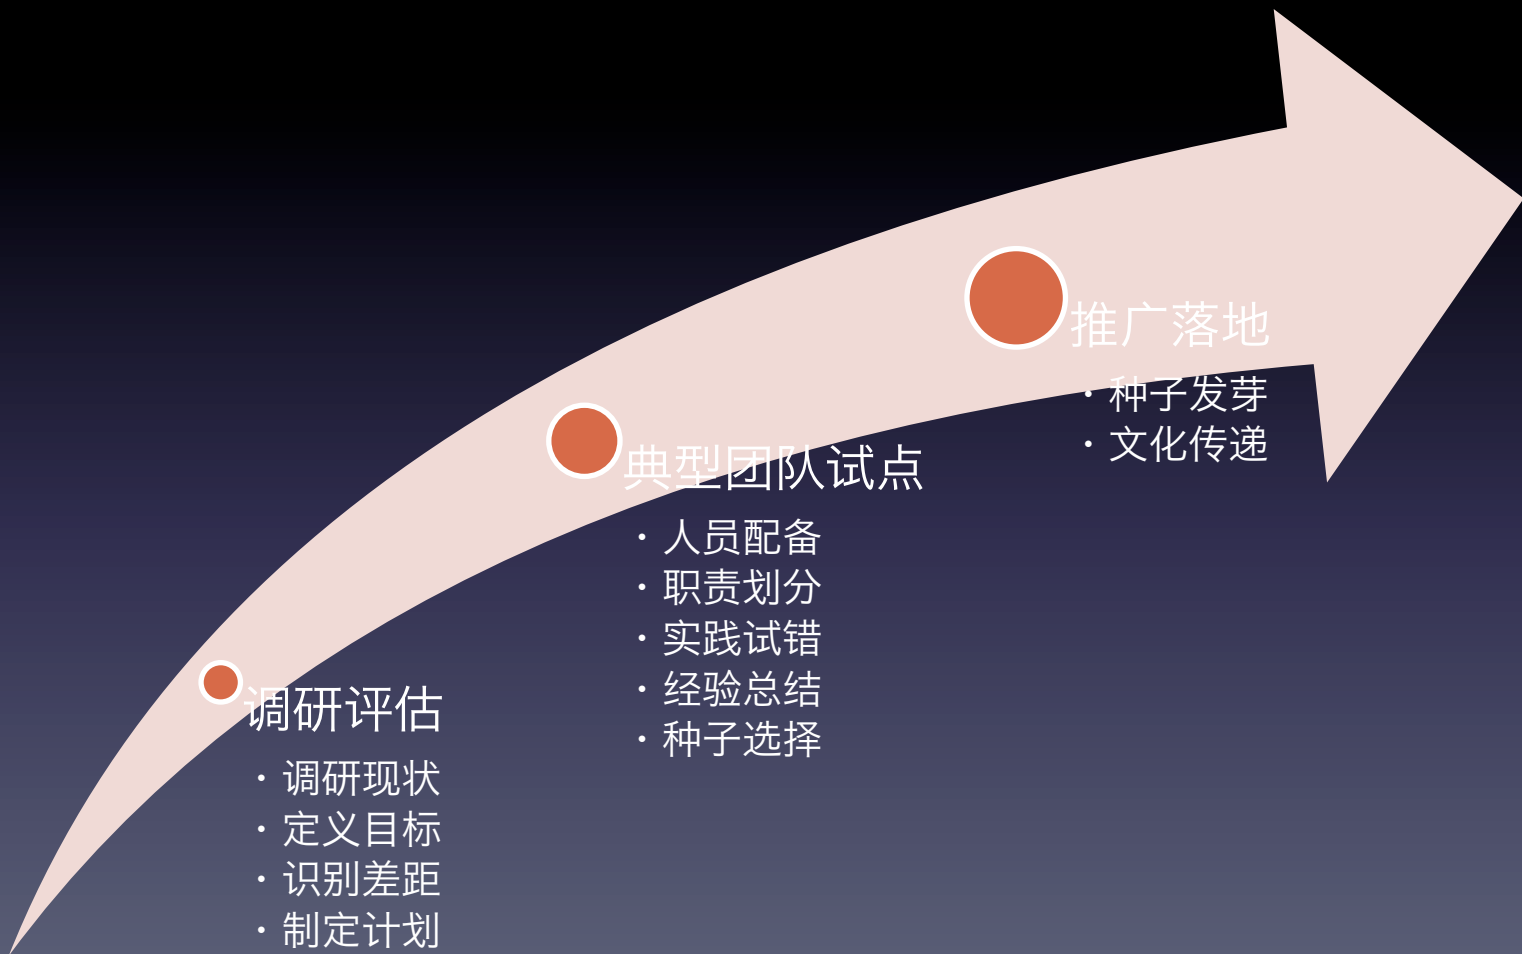 调研评估
· 调研现状
· 定义目标
· 识别差距
· 制定计划
典型团队试点
· 人员配备
· 职责划分
· 实践试错
· 经验总结
· 种子选择
推广落地
· 种子发芽
· 文化传递